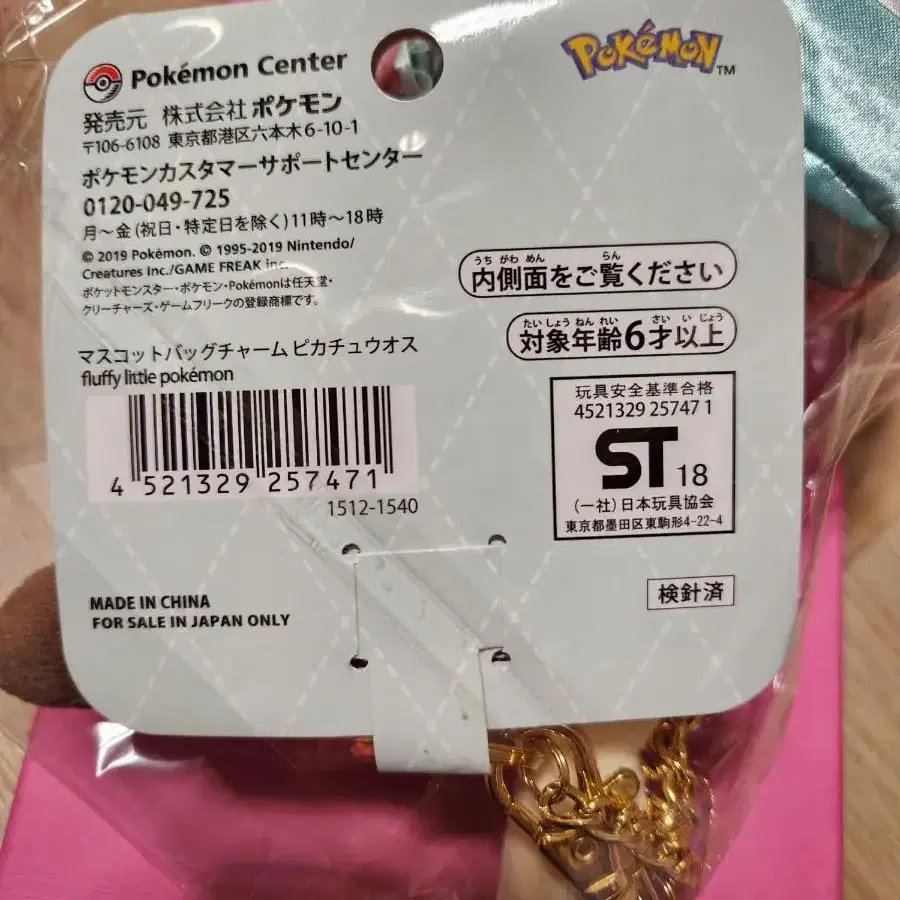 Pokémon Center
POKéMON TM
発売元 株式会社ポケモン
〒106-6108 東京都港区六本木6-10-1
ポケモンカスタマーサポートセンター
0120-049-725
月～金(祝日・特定日を除く)11時～18時
© 2019 Pokémon. © 1995-2019 Nintendo/
Creatures Inc./GAME FREAK inc.
ポケットモンスター・ポケモン・Pokémonは任天堂・
クリーチャーズ・ゲームフリークの登録商標です。
うちがわめん らん
内側面をご覧ください
たいしょうねんれい さい いじょう
対象年齢6才以上
マスコットバッグチャーム ピカチュウオス
fluffy little pokémon
4 521329 257471
1512-1540
玩具安全基準合格
4521329 25747 1
ST 18
(一社)日本玩具協会
東京都墨田区東駒形4-22-4
検針済
MADE IN CHINA
FOR SALE IN JAPAN ONLY